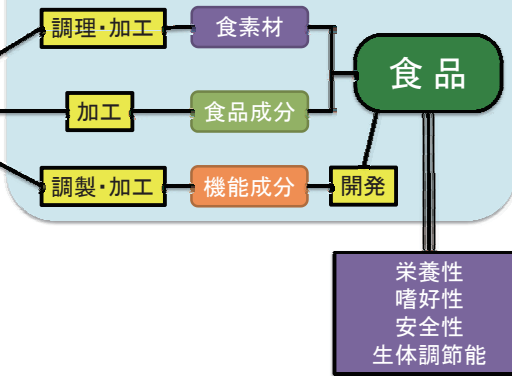 調理・加工
食素材
食品
加工
食品成分
調製・加工
機能成分
開発
栄養性
嗜好性
安全性
生体調節能